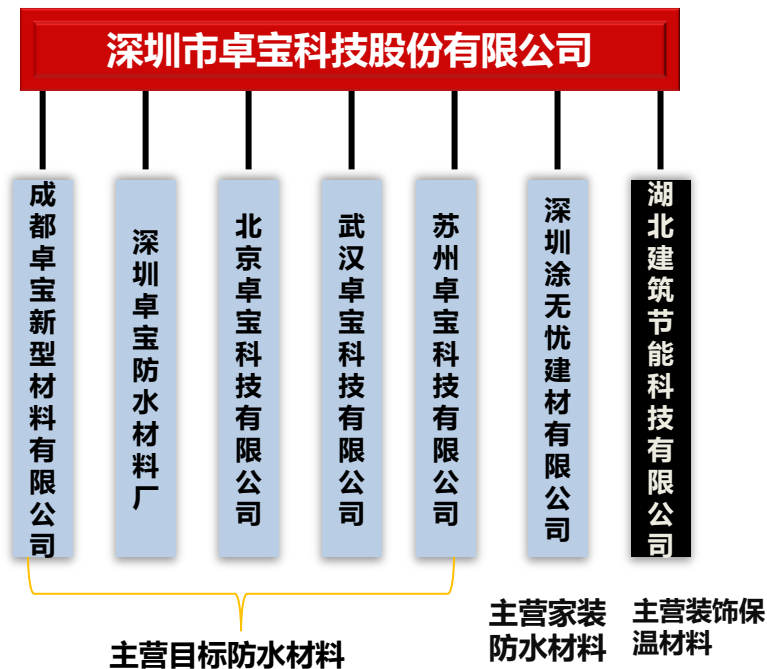 深圳市卓宝科技股份有限公司
成都卓宝新型材料有限公司
深圳卓宝防水材料厂
北京卓宝科技有限公司
武汉卓宝科技有限公司
苏州卓宝科技有限公司
深圳涂无忧建材有限公司
湖北建筑节能科技有限公司
主营目标防水材料
主营家装
防水材料
主营装饰保
温材料